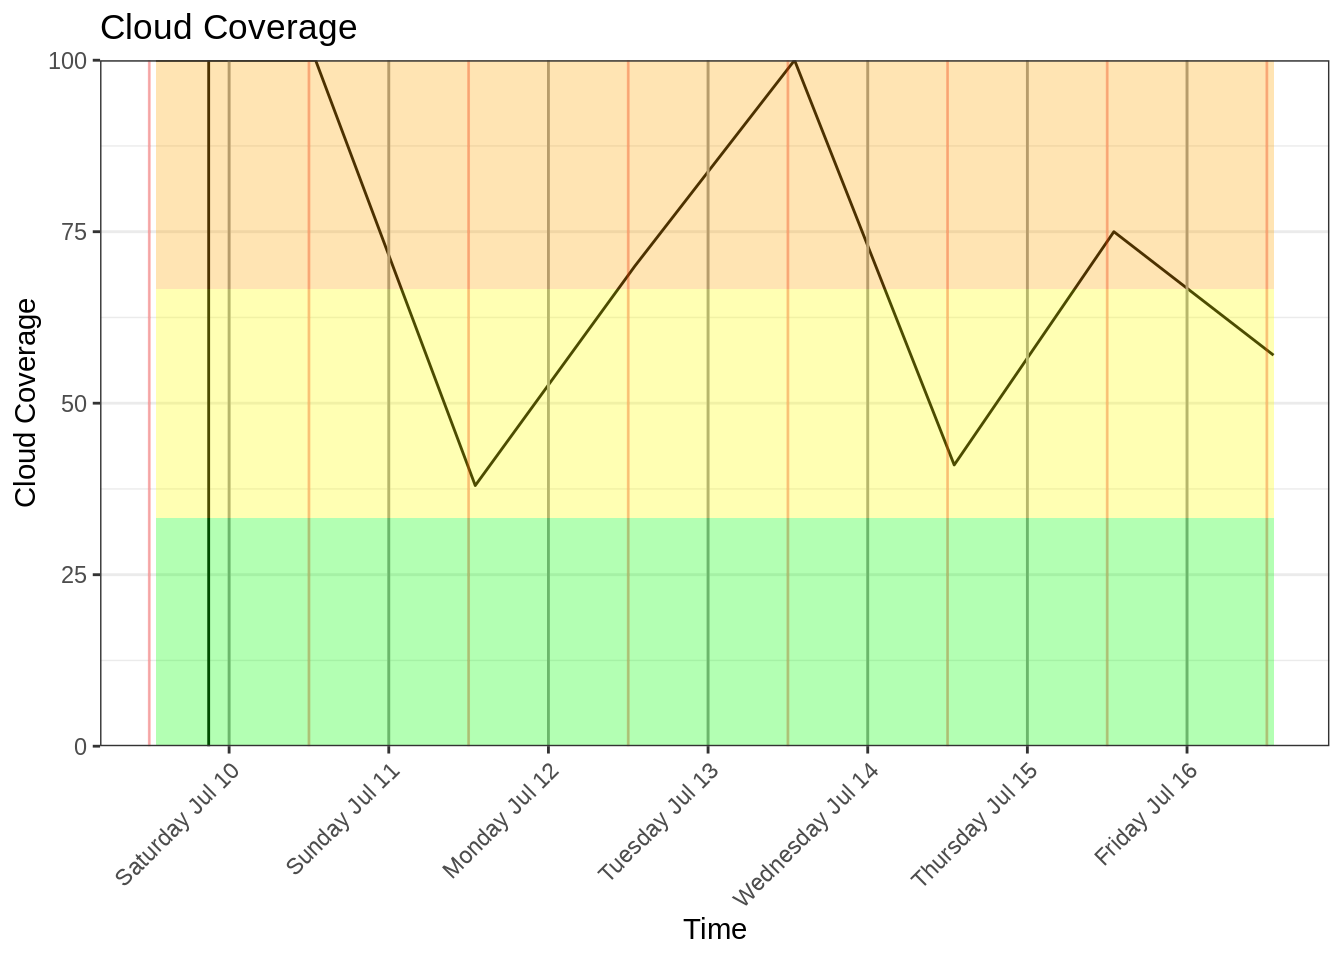 Cloud Coverage
100
75
50
25
0
Cloud Coverage
Saturday Jul 10
Sunday Jul 11
Monday Jul 12
Tuesday Jul 13
Wednesday Jul 14
Thursday Jul 15
Friday Jul 16
Time